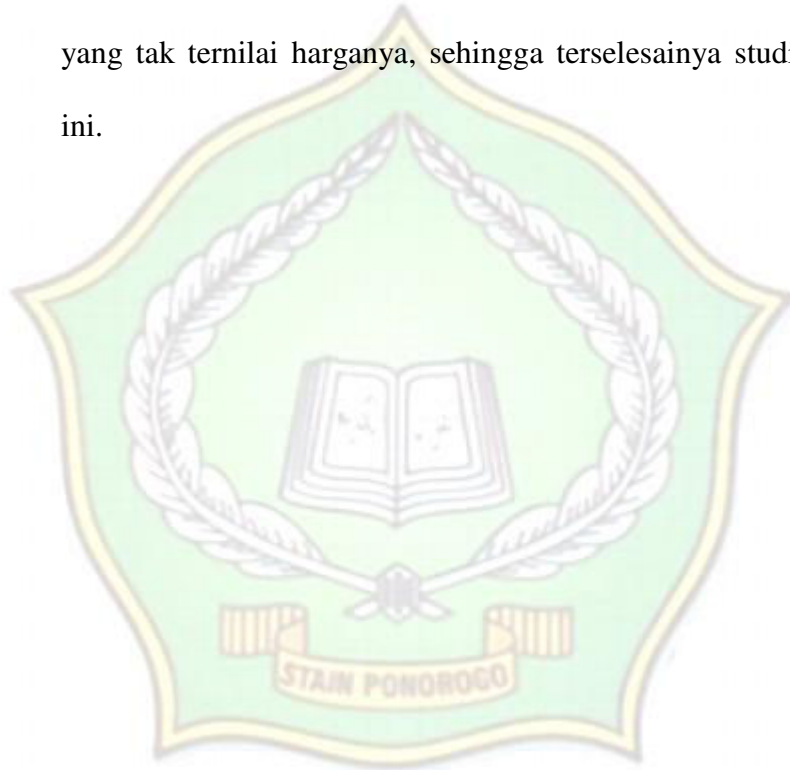 yang tak ternilai harganya, sehingga terselesainya studi
ini.
STAIN PONOROGO